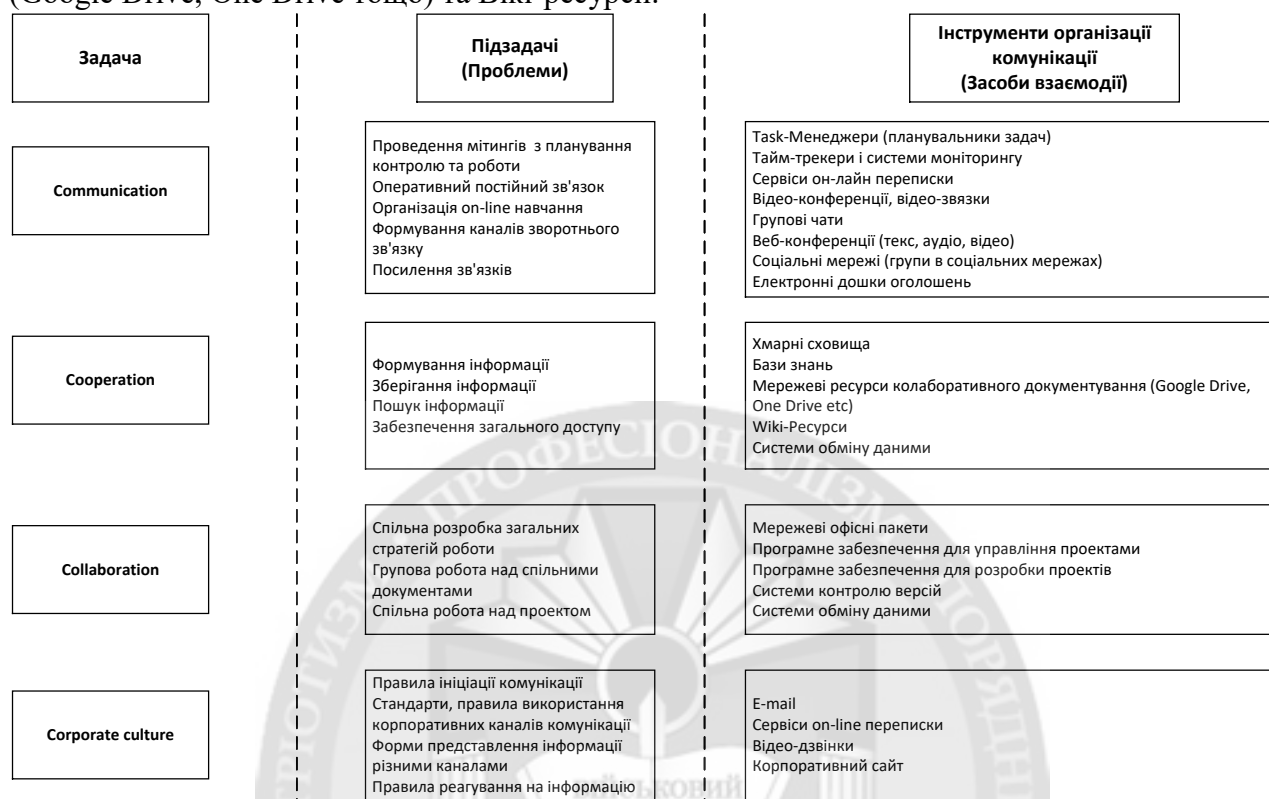 (Google Drive, One Drive тощо) та Вікі-ресурси.
Задача
Підзадачі
(Проблеми)
Інструменти організації
комунікації
(Засоби взаємодії)
Communication
Проведення мітингів з планування
контролю та роботи
Оперативний постійний зв'язок
Організація on-line навчання
Формування каналів зворотнього
зв'язку
Посилення зв'язків
Task-Менеджери (планувальники задач)
Тайм-трекери і системи моніторингу
Сервіси он-лайн переписки
Відео-конференції, відео-звязки
Групові чати
Веб-конференції (текс, аудіо, відео)
Соціальні мережі (групи в соціальних мережах)
Електронні дошки оголошень
Cooperation
Формування інформації
Зберігання інформації
Пошук інформації
Забезпечення загального доступу
Хмарні сховища
Бази знань
Мережеві ресурси колаборативного документування (Google Drive,
One Drive etc)
Wiki-Ресурси
Системи обміну даними
Collaboration
Спільна розробка загальних
стратегій роботи
Групова робота над спільними
документами
Спільна робота над проектом
Мережеві офісні пакети
Програмне забезпечення для управління проектами
Програмне забезпечення для розробки проектів
Системи контролю версій
Системи обміну даними
Corporate culture
Правила ініціації комунікації
Стандарти, правила використання
корпоративних каналів комунікації
Форми представлення інформації
різними каналами
Правила реагування на інформацію
E-mail
Сервіси on-line переписки
Відео-дзвінки
Корпоративний сайт
ПРОФЕСІОНАЛІЗМ
ВІЙСЬКОВИЙ